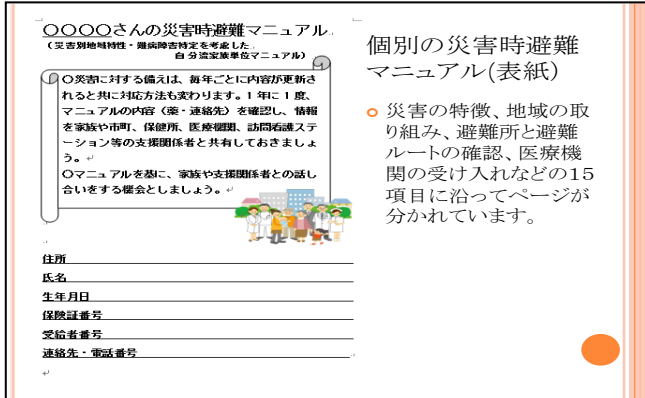 〇〇〇〇さんの災害時避難マニュアル
(災害別地域特性・難病障害特定を考慮した
自分流家族単位マニュアル)
〇災害に対する備えは、毎年ごとに内容が更新さ
れると共に対応方法も変わります。1年に1度、
マニュアルの内容(薬・連絡先)を確認し、情報
を家族や市町、保健所、医療機関、訪問看護ステ
ーション等の支援関係者と共有しておきましょ
う。
〇マニュアルを基に、家族や支援関係者との話し
合いをする機会としましょう。
住所
氏名
生年月日
保険証番号
受給者番号
連絡先・電話番号
個別の災害時避難
マニュアル(表紙)
災害の特徴、地域の取
り組み、避難所と避難
ルートの確認、医療機
関の受け入れなどの15
項目に沿ってページが
分かれています。